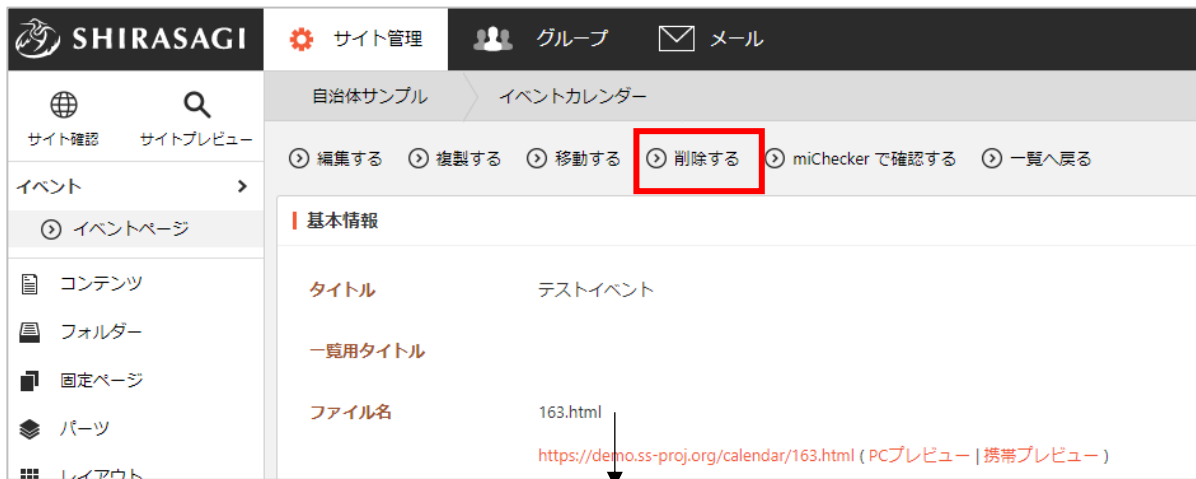 SHIRASAGI
サイト管理
グループ
メール
サイト確認
サイトプレビュー
自治体サンプル
イベントカレンダー
編集する
複製する
移動する
削除する
miChecker で確認する
一覧へ戻る
イベント
イベントページ
コンテンツ
フォルダー
固定ページ
パーツ
レイアウト
基本情報
タイトル テストイベント
一覧用タイトル
ファイル名 163.html
https://demo.ss-proj.org/calendar/163.html ( PCプレビュー | 携帯プレビュー )